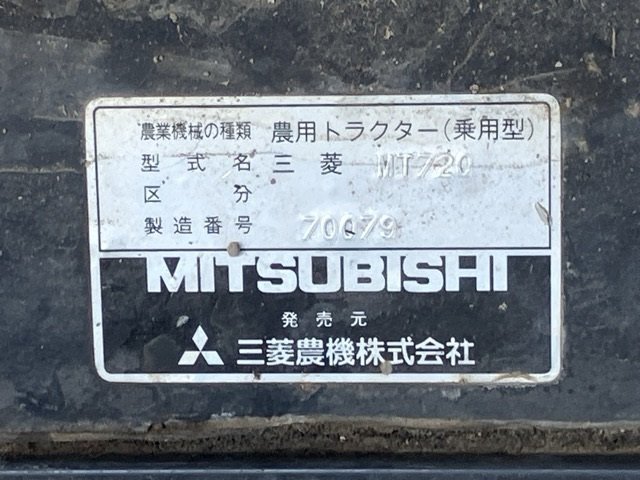 農業機械の種類 農用トラクター(乗用型)
型式名 三菱 MT720
区分
製造番号 70079
MITSUBISHI
発売元
三菱農機株式会社